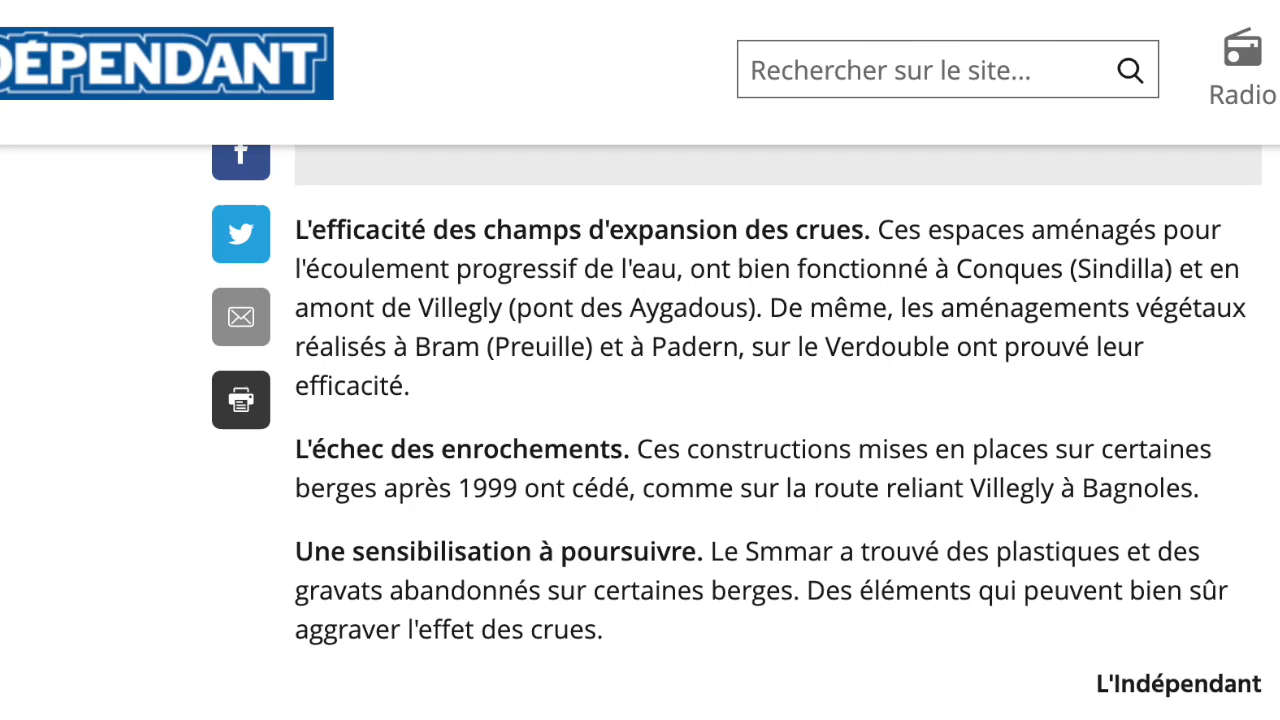 DÉPENDANT
Rechercher sur le site...
Radio
L'efficacité des champs d'expansion des crues. Ces espaces aménagés pour
l'écoulement progressif de l'eau, ont bien fonctionné à Conques (Sindilla) et en
amont de Villegly (pont des Aygadous). De même, les aménagements végétaux
réalisés à Bram (Preuille) et à Padern, sur le Verdouble ont prouvé leur
efficacité.
L'échec des enrochements. Ces constructions mises en places sur certaines
berges après 1999 ont cédé, comme sur la route reliant Villegly à Bagnoles.
Une sensibilisation à poursuivre. Le Smmar a trouvé des plastiques et des
gravats abandonnés sur certaines berges. Des éléments qui peuvent bien sûr
aggraver l'effet des crues.
L'Indépendant